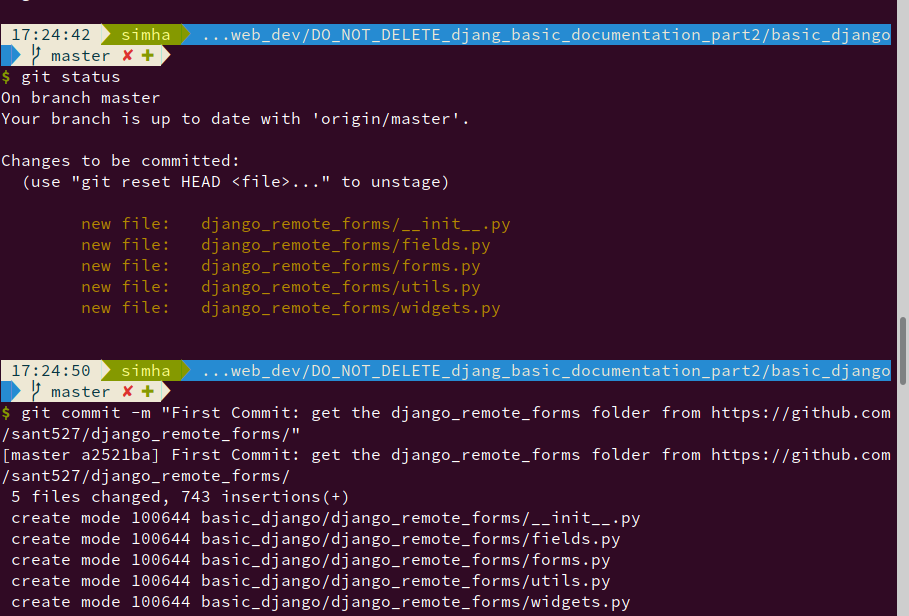 17:24:42 simha ...web_dev/DO_NOT_DELETE_djang_basic_documentation_part2/basic_django
master ✘ ✚
$ git status
On branch master
Your branch is up to date with 'origin/master'.
Changes to be committed:
(use "git reset HEAD <file>..." to unstage)
new file: django_remote_forms/__init__.py
new file: django_remote_forms/fields.py
new file: django_remote_forms/forms.py
new file: django_remote_forms/utils.py
new file: django_remote_forms/widgets.py
17:24:50 simha ...web_dev/DO_NOT_DELETE_djang_basic_documentation_part2/basic_django
master ✘ ✚
$ git commit -m "First Commit: get the django_remote_forms folder from https://github.com
/sant527/django_remote_forms/"
[master a2521ba] First Commit: get the django_remote_forms folder from https://github.com
/sant527/django_remote_forms/
5 files changed, 743 insertions(+)
create mode 100644 basic_django/django_remote_forms/__init__.py
create mode 100644 basic_django/django_remote_forms/fields.py
create mode 100644 basic_django/django_remote_forms/forms.py
create mode 100644 basic_django/django_remote_forms/utils.py
create mode 100644 basic_django/django_remote_forms/widgets.py